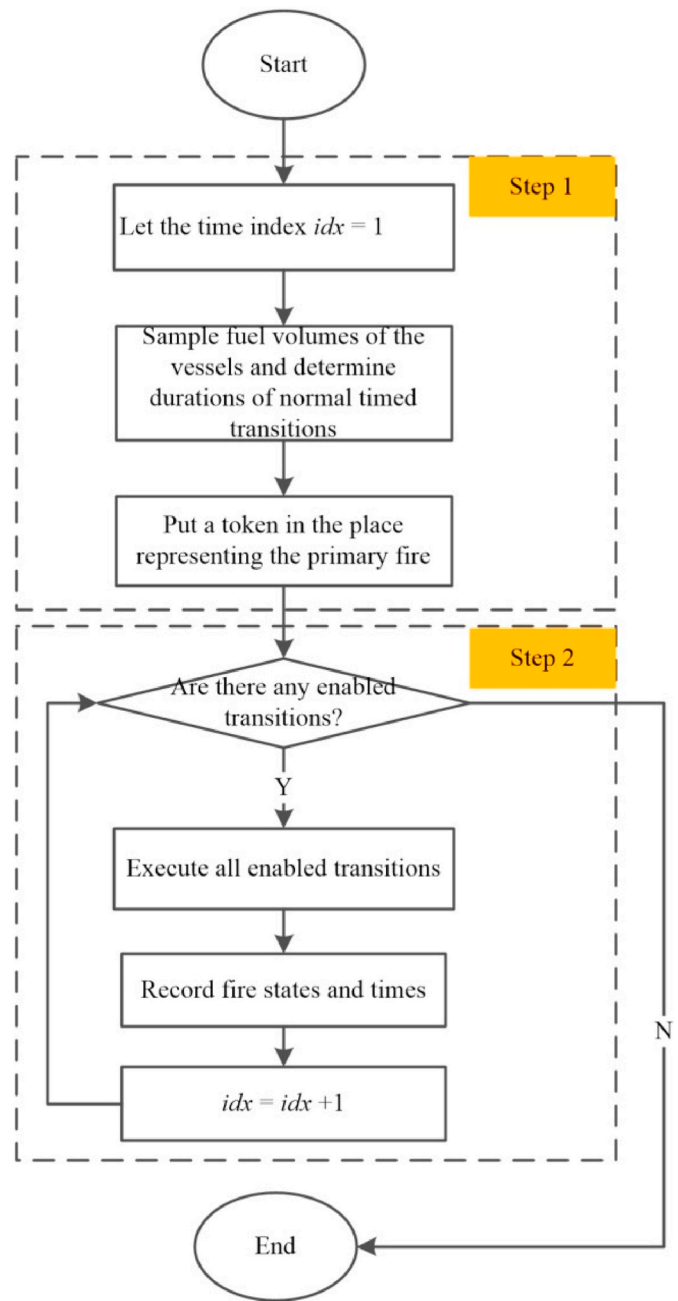 Start
Step 1
Let the time index idx = 1
Sample fuel volumes of the
vessels and determine
durations of normal timed
transitions
Put a token in the place
representing the primary fire
Step 2
Are there any enabled
transitions?
Y
Execute all enabled transitions
Record fire states and times
N
idx = idx +1
End